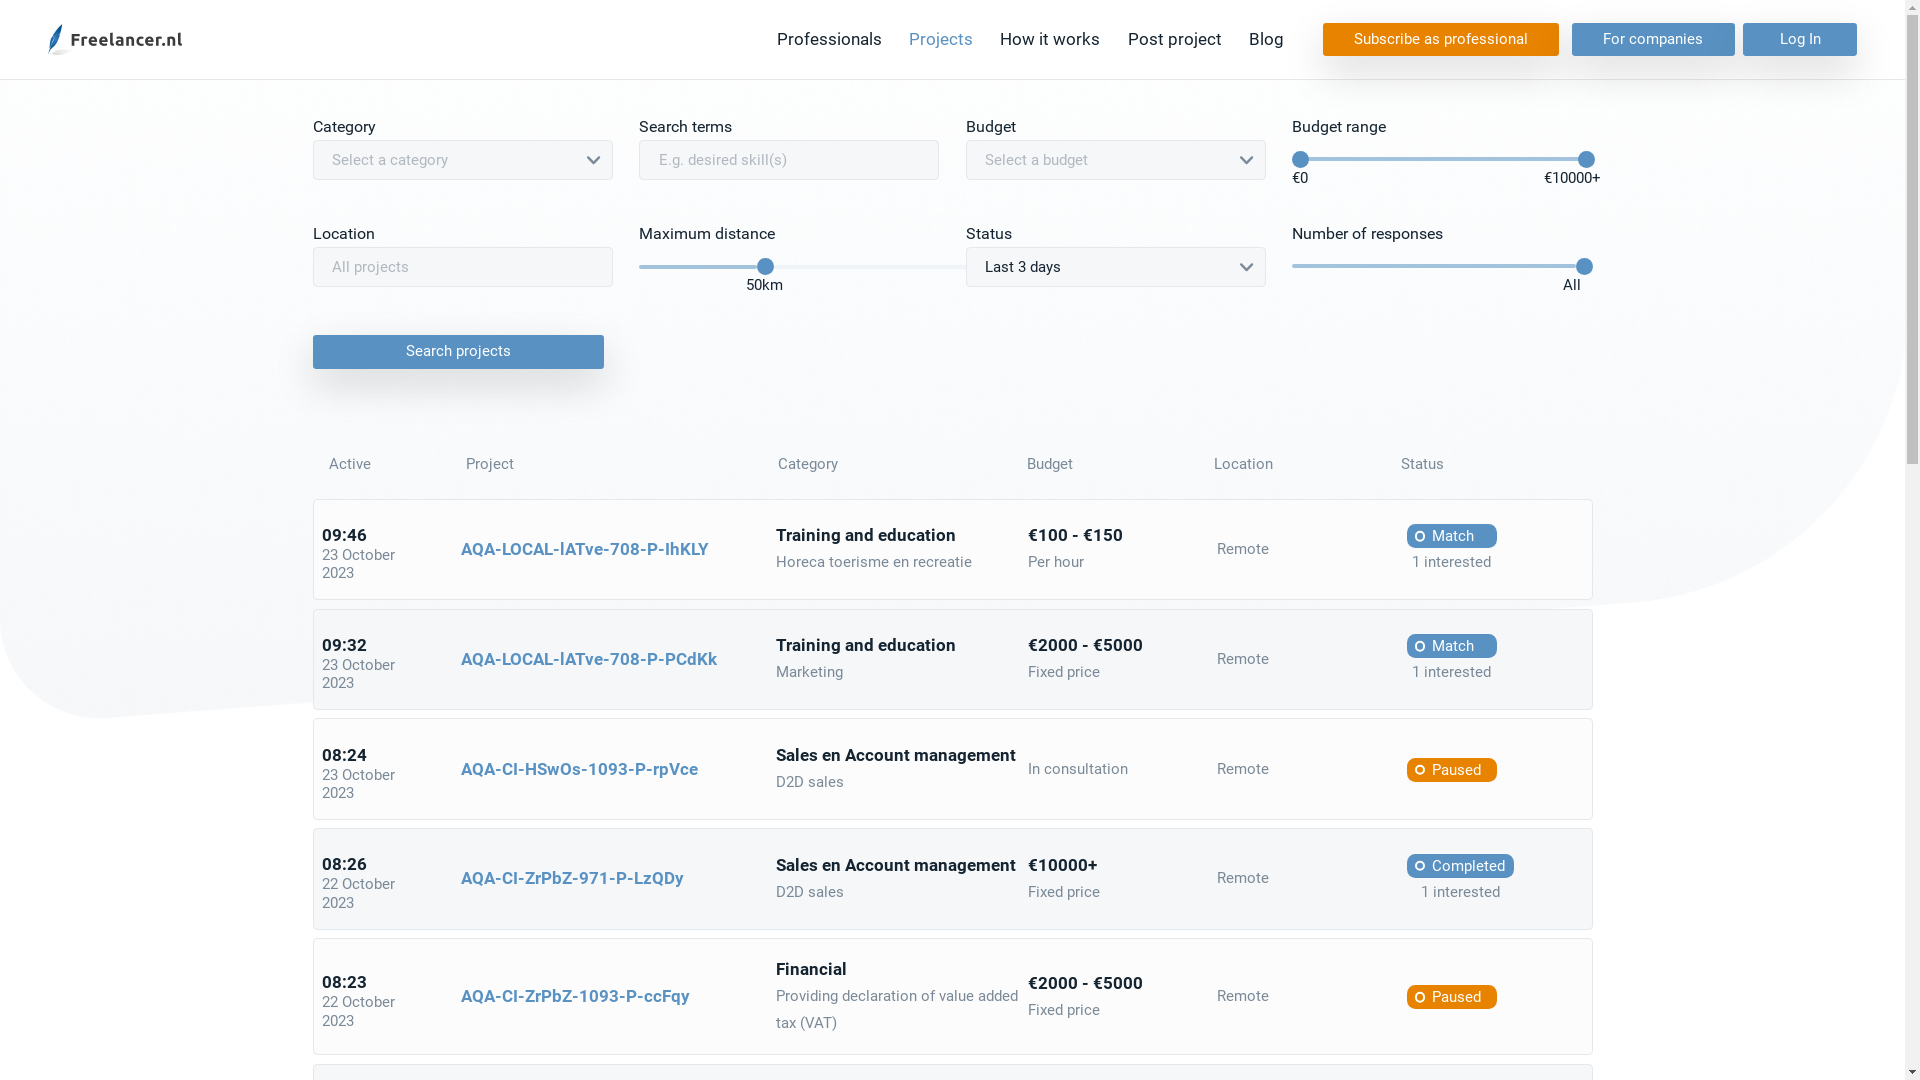 Freelancer.nl
Professionals Projects How it works Post project Blog Subscribe as professional For companies Log In
Category Search terms Budget Budget range
Select a category E.g. desired skill(s) Select a budget
€0 €10000+
Location Maximum distance Status Number of responses
All projects Last 3 days
50km All
Search projects
Active Project Category Budget Location Status
09:46
23 October
2023
AQA-LOCAL-lATve-708-P-IhKLY
Training and education
Horeca toerisme en recreatie
€100 - €150
Per hour
Remote
Match
1 interested
09:32
23 October
2023
AQA-LOCAL-lATve-708-P-PCdKk
Training and education
Marketing
€2000 - €5000
Fixed price
Remote
Match
1 interested
08:24
23 October
2023
AQA-CI-HSwOs-1093-P-rpVce
Sales en Account management
D2D sales
In consultation
Remote
Paused
08:26
22 October
2023
AQA-CI-ZrPbZ-971-P-LzQDy
Sales en Account management
D2D sales
€10000+
Fixed price
Remote
Completed
1 interested
08:23
22 October
2023
AQA-CI-ZrPbZ-1093-P-ccFqy
Financial
Providing declaration of value added
tax (VAT)
€2000 - €5000
Fixed price
Remote
Paused